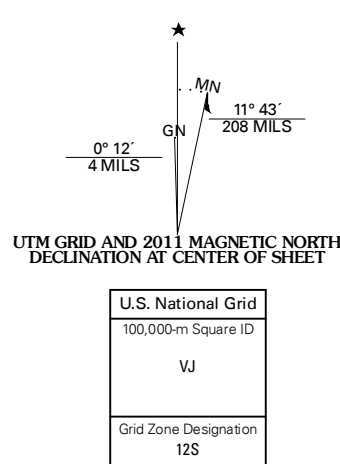 MN
11° 43´
208 MILS
GN
0° 12´
4 MILS
UTM GRID AND 2011 MAGNETIC NORTH
DECLINATION AT CENTER OF SHEET
U.S. National Grid
100,000-m Square ID
VJ
Grid Zone Designation
12S